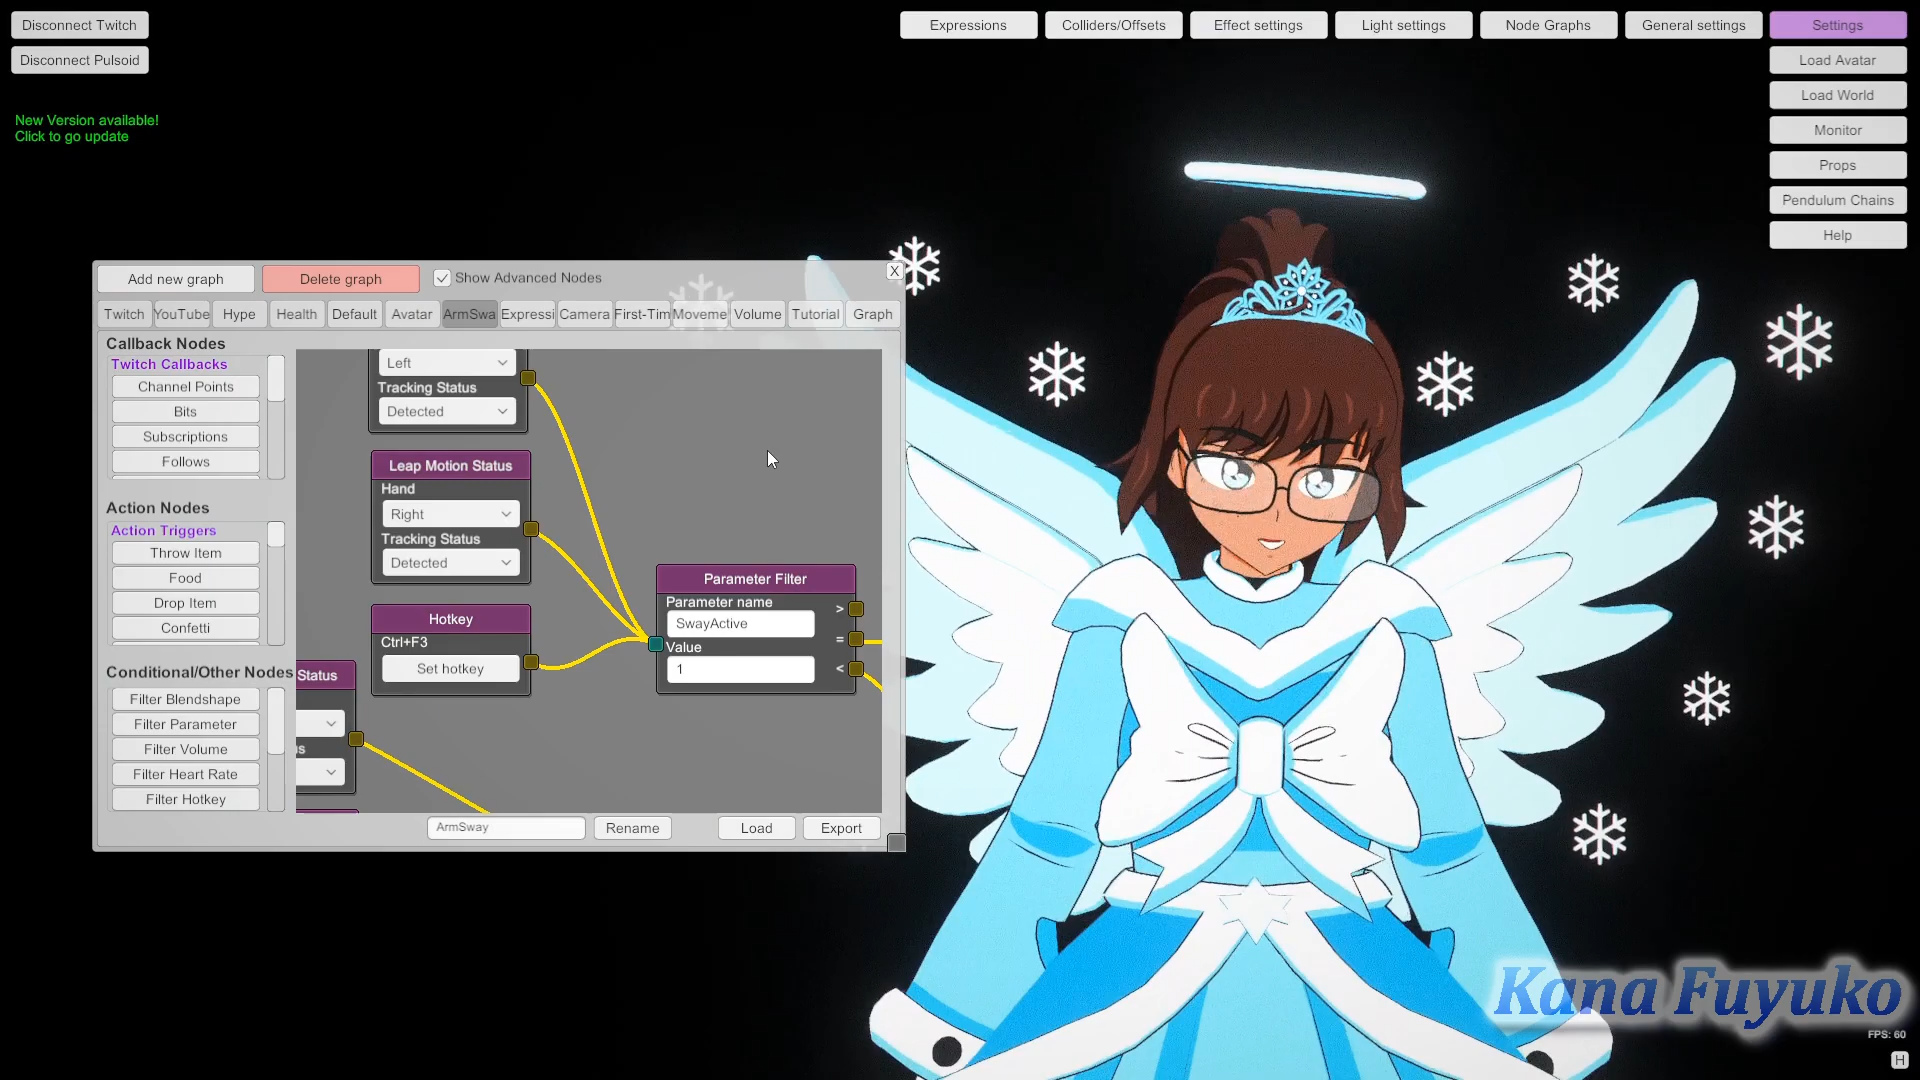 Disconnect Twitch
Disconnect Pulsoid
New Version available!
Click to go update
Expressions
Colliders/Offsets
Effect settings
Light settings
Node Graphs
General settings
Settings
Load Avatar
Load World
Monitor
Props
Pendulum Chains
Help
Add new graph
Delete graph
Show Advanced Nodes
X
Twitch
YouTube
Hype
Health
Default
Avatar
ArmSwa
Expressi
Camera
First-Tim
Moveme
Volume
Tutorial
Graph
Callback Nodes
Twitch Callbacks
Channel Points
Bits
Subscriptions
Follows
Action Nodes
Action Triggers
Throw Item
Food
Drop Item
Confetti
Conditional/Other Nodes
Filter Blendshape
Filter Parameter
Filter Volume
Filter Heart Rate
Filter Hotkey
Left
Tracking Status
Detected
Leap Motion Status
Hand
Right
Tracking Status
Detected
Hotkey
Ctrl+F3
Set hotkey
Status
us
Parameter Filter
Parameter name
>
SwayActive
=
Value
1
<
ArmSway
Rename
Load
Export
Kana Fuyuko
FPS: 60
H